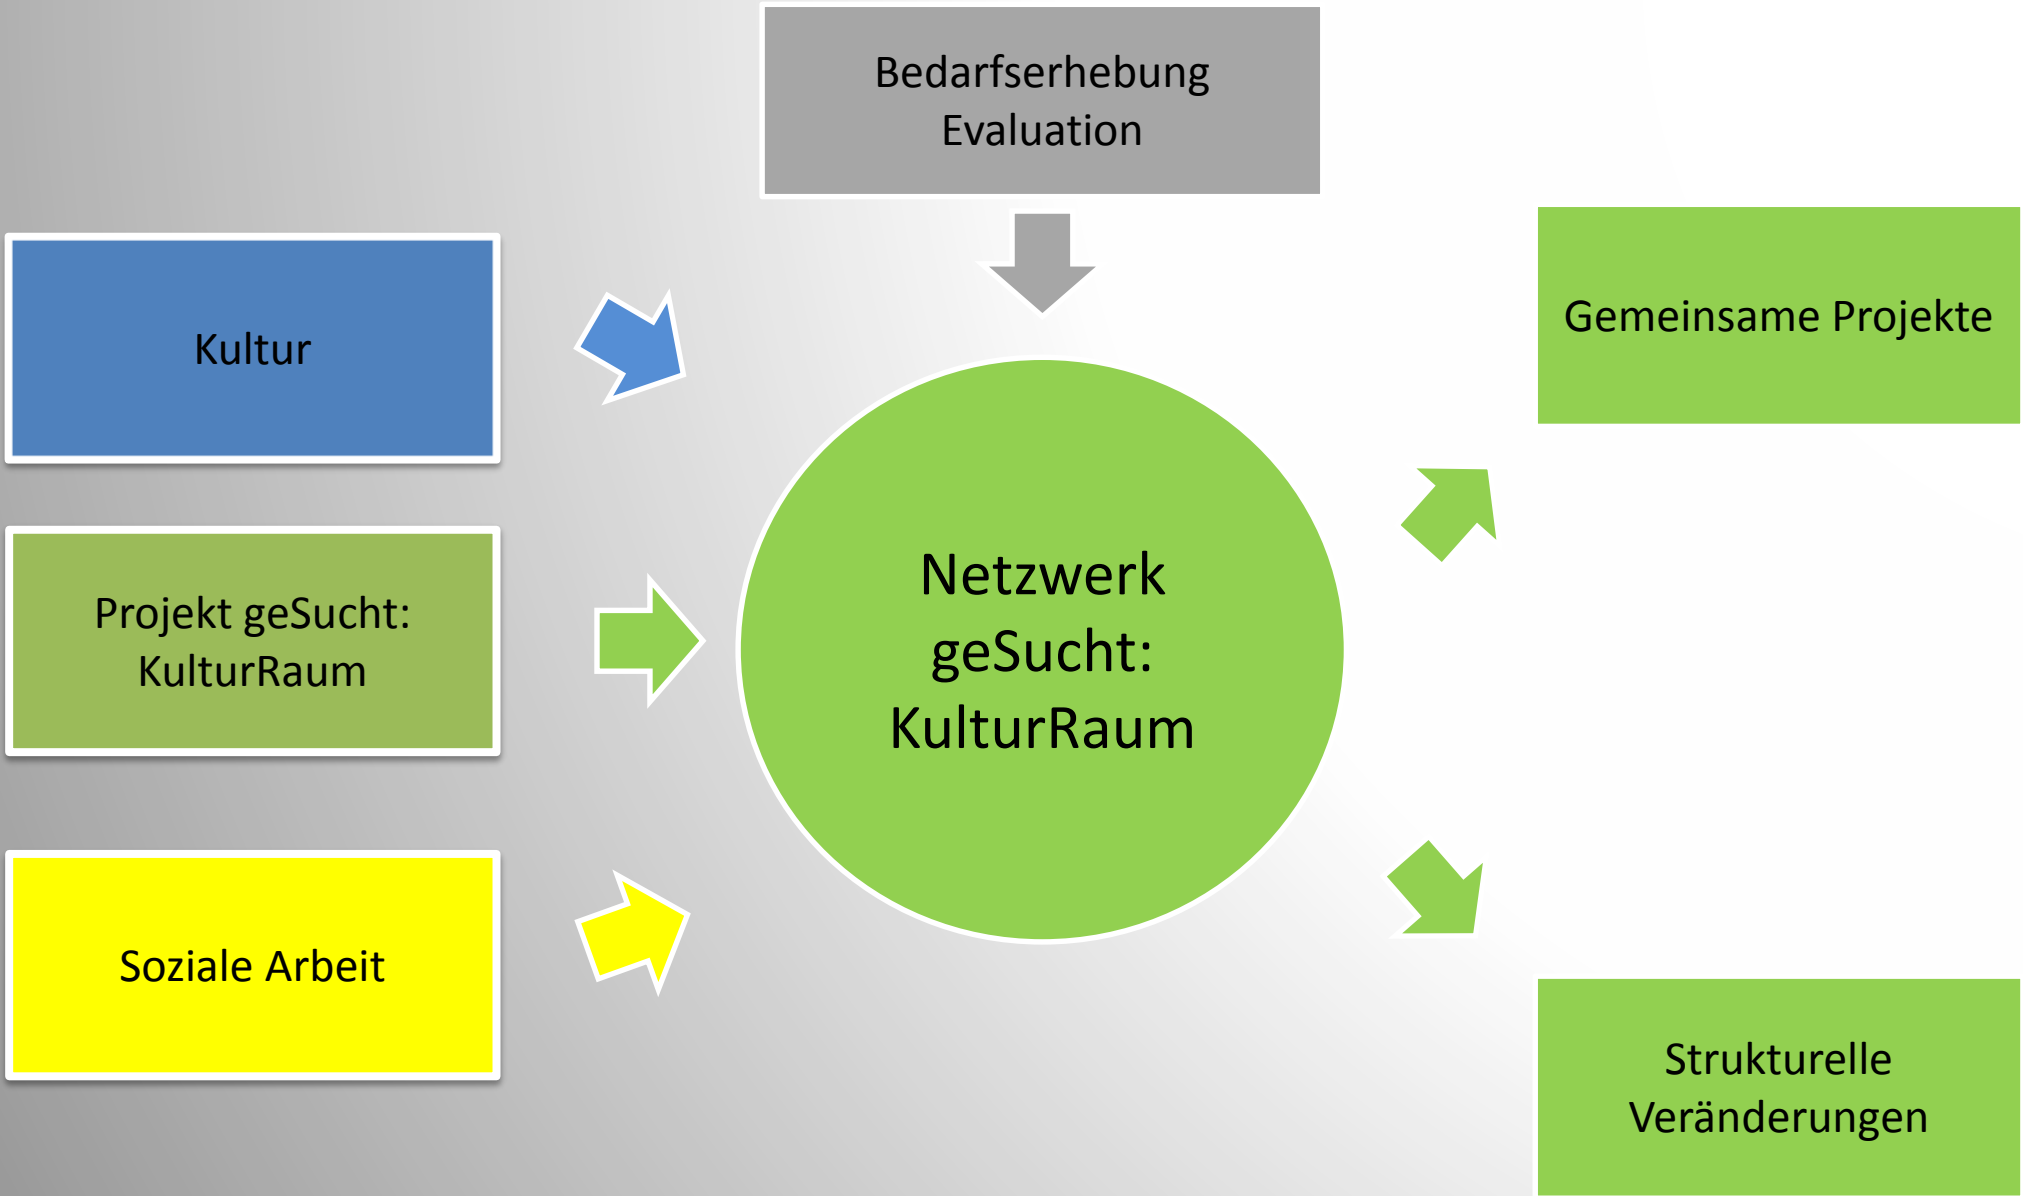 Bedarfserhebung
Evaluation
Kultur
Projekt geSucht:
KulturRaum
Soziale Arbeit
Netzwerk
geSucht:
KulturRaum
Gemeinsame Projekte
Strukturelle
Veränderungen